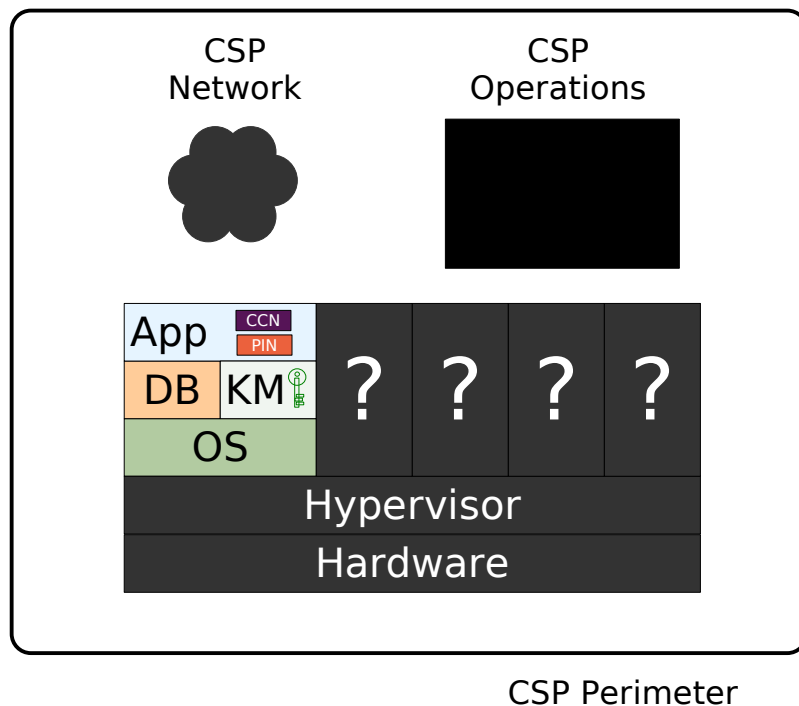 CSP
Network
CSP
Operations
App
CCN
PIN
DB
KM
OS
?
?
?
?
Hypervisor
Hardware
CSP Perimeter